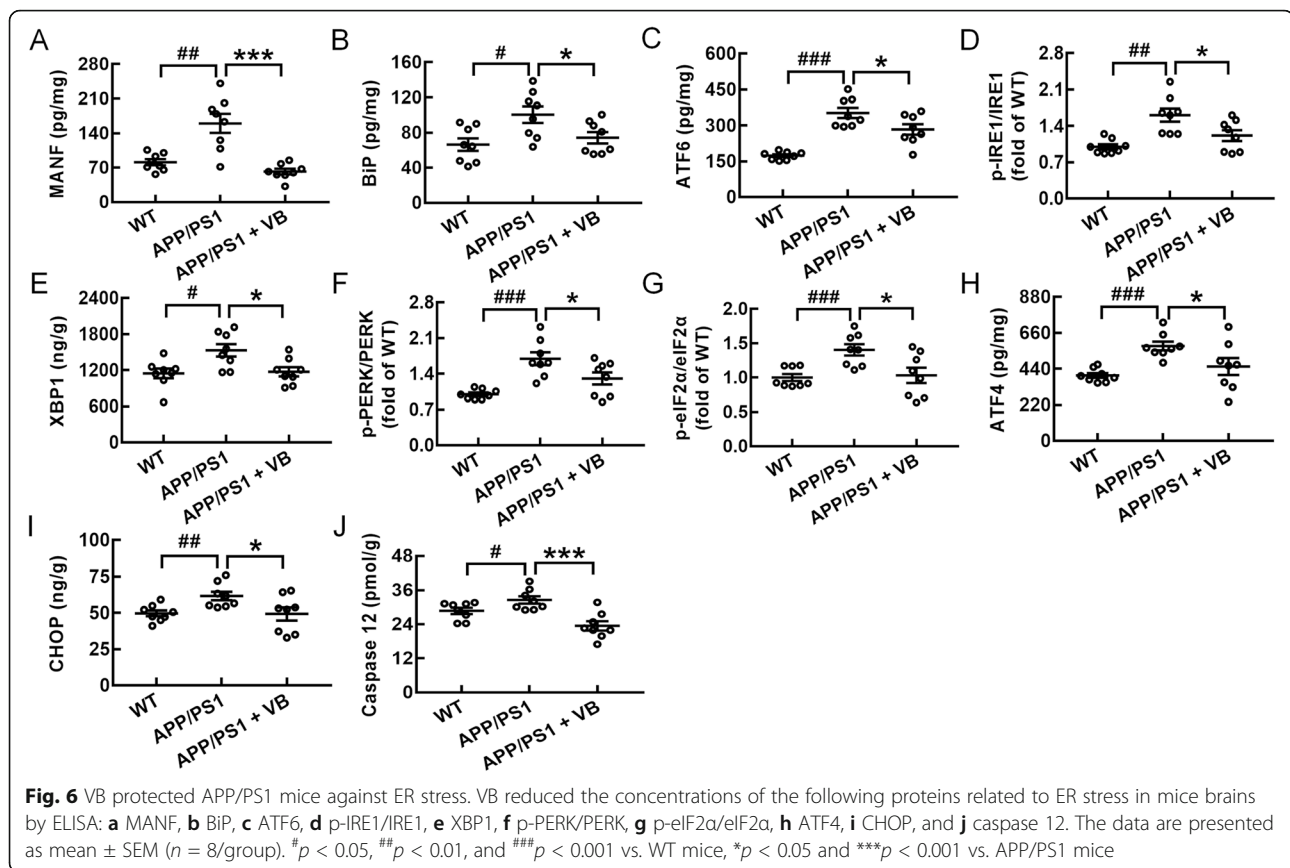 A
MANF (pg/mg)
280
210
140
70
0
##
***
WT
APP/PS1
APP/PS1 + VB
B
BiP (pg/mg)
160
120
80
40
0
#
*
WT
APP/PS1
APP/PS1 + VB
C
ATF6 (pg/mg)
600
450
300
150
0
###
*
WT
APP/PS1
APP/PS1 + VB
D
p-IRE1/IRE1
(fold of WT)
2.8
2.1
1.4
0.7
0.0
##
*
WT
APP/PS1
APP/PS1 + VB
E
XBP1 (ng/g)
2400
1800
1200
600
0
#
*
WT
APP/PS1
APP/PS1 + VB
F
p-PERK/PERK
(fold of WT)
2.8
2.1
1.4
0.7
0.0
###
*
WT
APP/PS1
APP/PS1 + VB
G
p-eIF2α/eIF2α
(fold of WT)
2.0
1.5
1.0
0.5
0.0
###
*
WT
APP/PS1
APP/PS1 + VB
H
ATF4 (pg/mg)
880
660
440
220
0
###
*
WT
APP/PS1
APP/PS1 + VB
I
CHOP (ng/g)
100
75
50
25
0
##
*
WT
APP/PS1
APP/PS1 + VB
J
Caspase 12 (pmol/g)
48
36
24
12
0
#
***
WT
APP/PS1
APP/PS1 + VB
Fig. 6 VB protected APP/PS1 mice against ER stress. VB reduced the concentrations of the following proteins related to ER stress in mice brains
by ELISA: a MANF, b BiP, c ATF6, d p-IRE1/IRE1, e XBP1, f p-PERK/PERK, g p-eIF2α/eIF2α, h ATF4, i CHOP, and j caspase 12. The data are presented
as mean ± SEM (n = 8/group). #p < 0.05, ##p < 0.01, and ###p < 0.001 vs. WT mice, *p < 0.05 and ***p < 0.001 vs. APP/PS1 mice